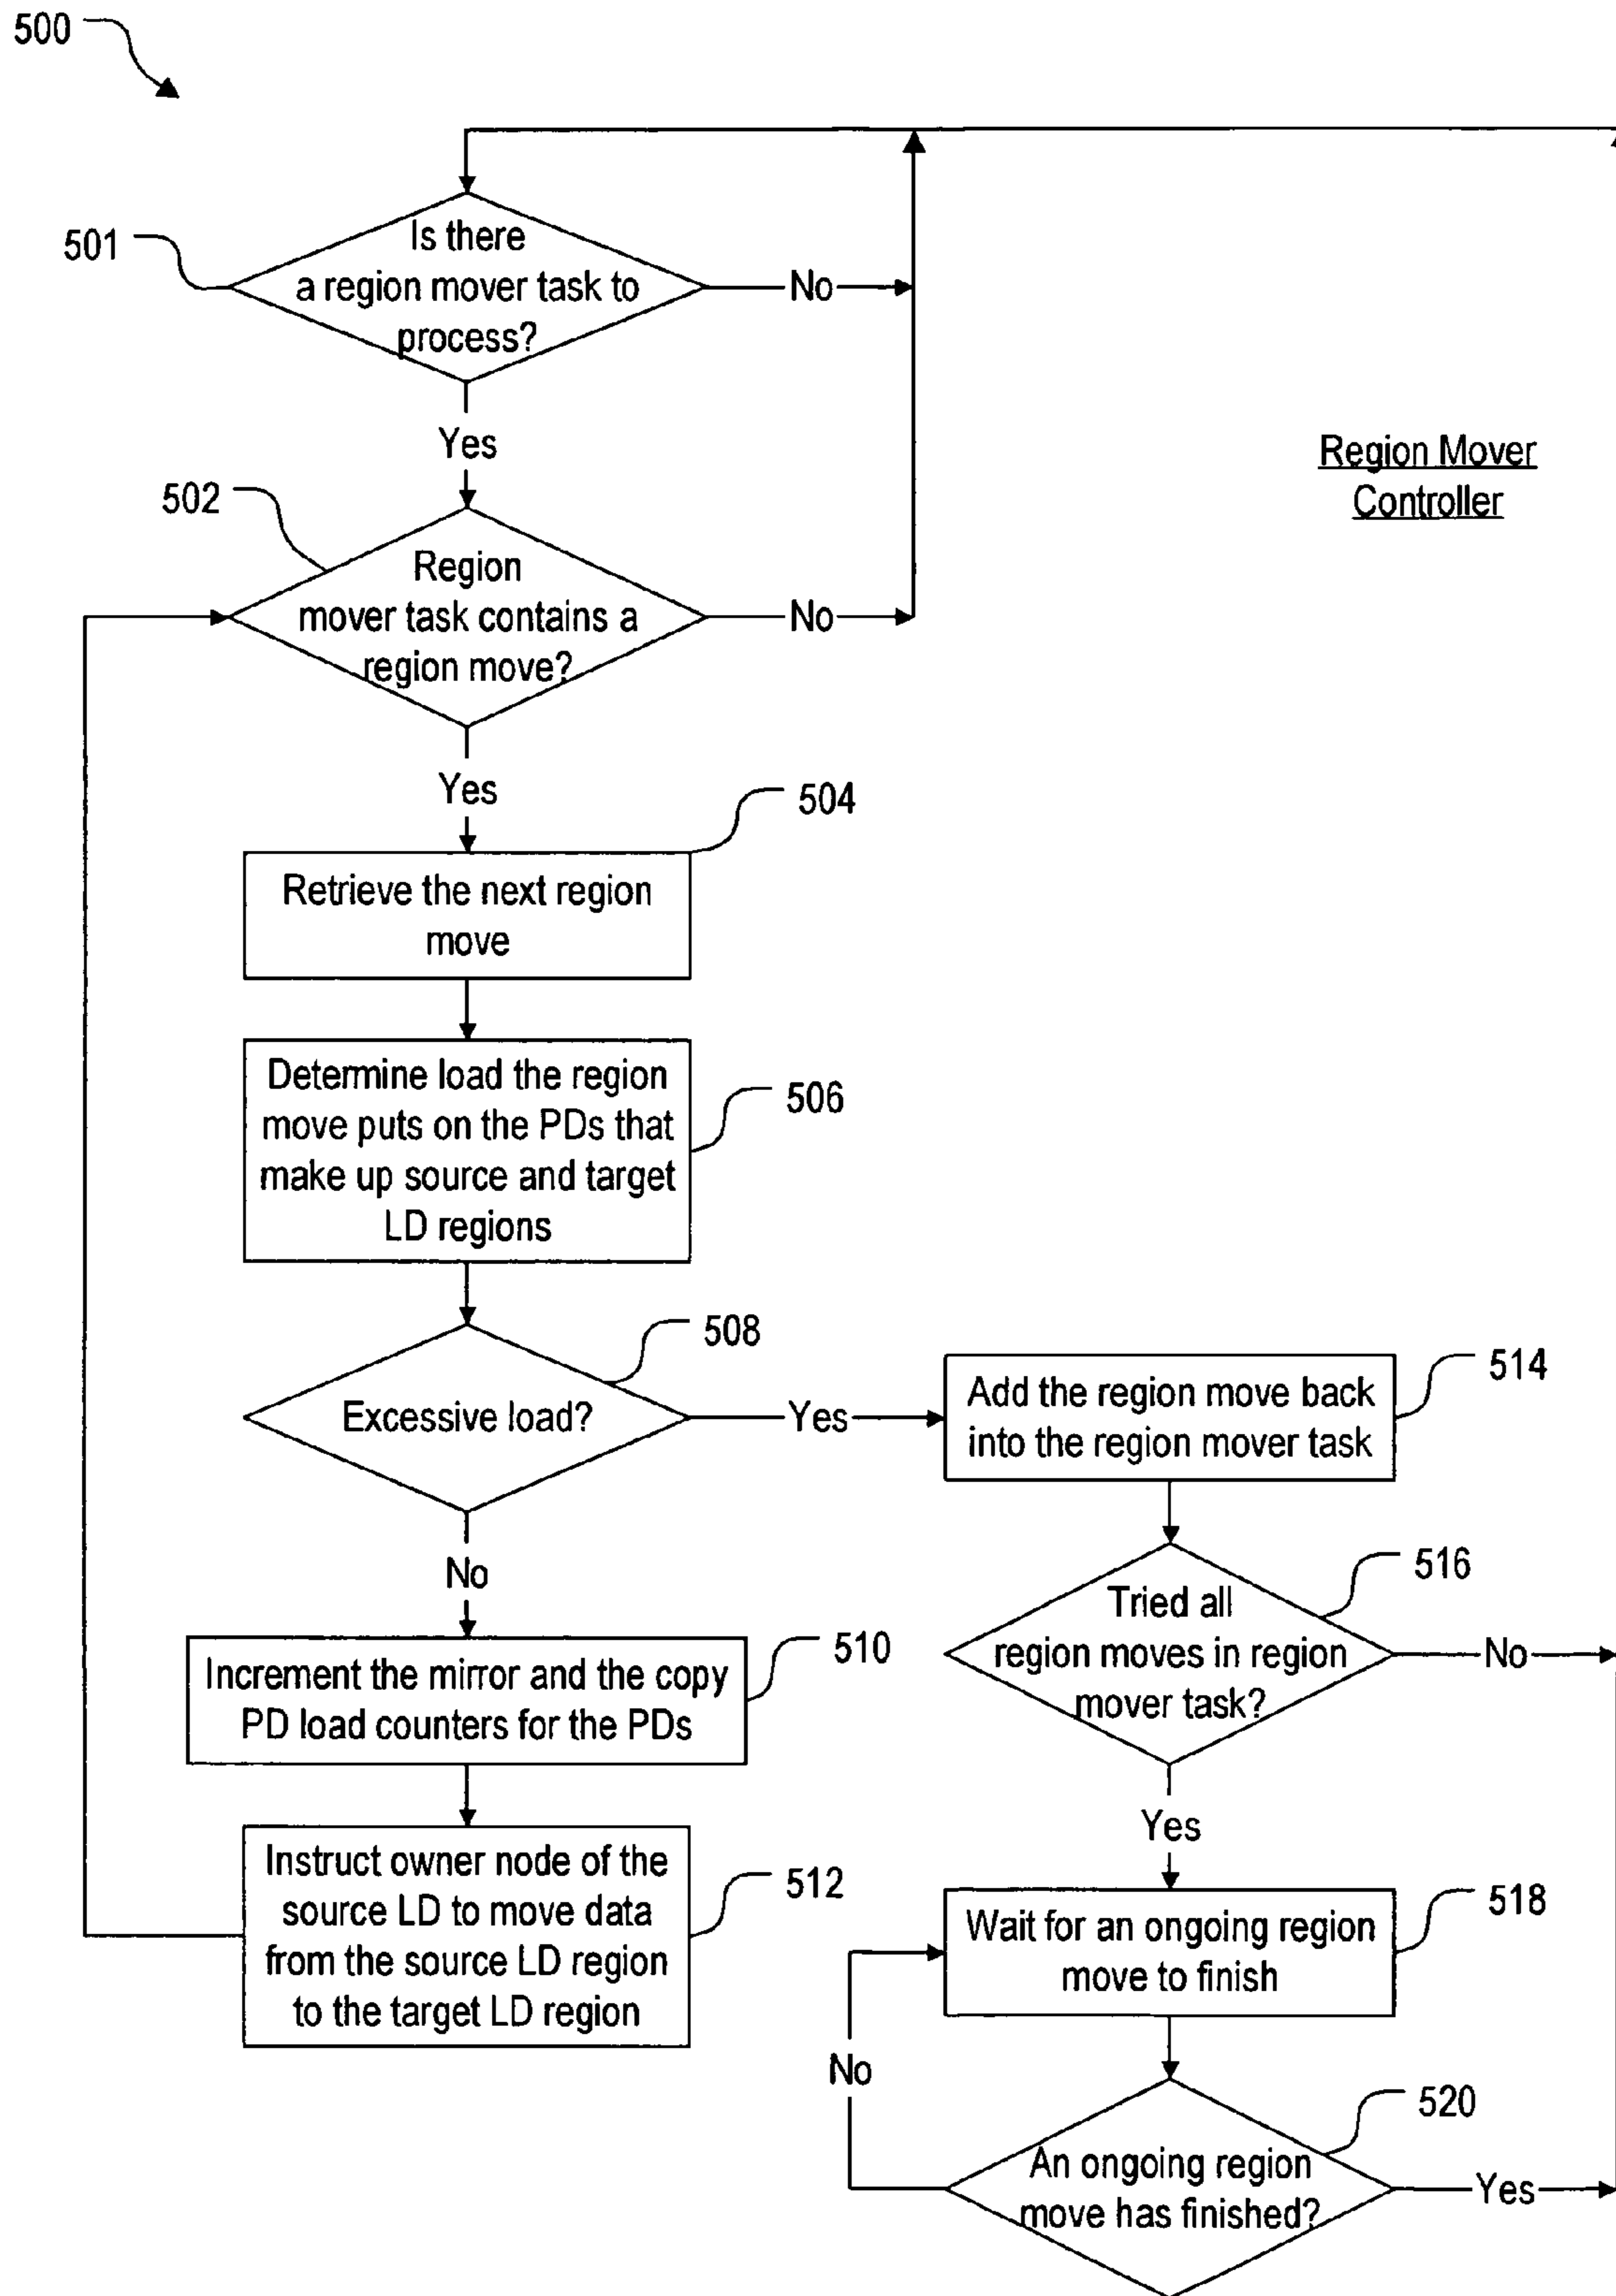 500
501
Is there
a region mover task to
process?
No
Yes
Region Mover
Controller
502
Region
mover task contains a
region move?
No
Yes
504
Retrieve the next region
move
506
Determine load the region
move puts on the PDs that
make up source and target
LD regions
508
Excessive load?
Yes
514
Add the region move back
into the region mover task
No
516
Tried all
region moves in region
mover task?
No
510
Increment the mirror and the copy
PD load counters for the PDs
Yes
512
Instruct owner node of the
source LD to move data
from the source LD region
to the target LD region
518
Wait for an ongoing region
move to finish
No
520
An ongoing region
move has finished?
Yes